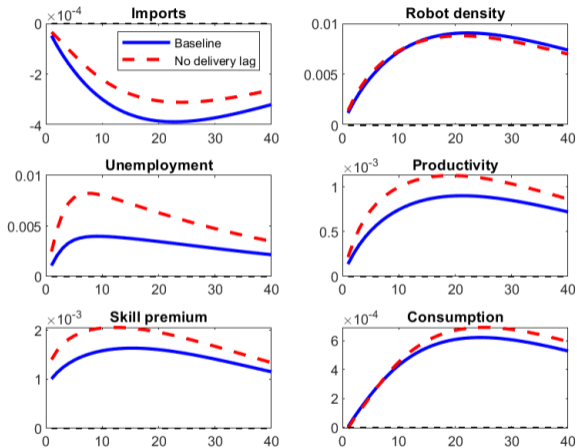 Imports
×10⁻⁴
0
-2
-4
0 10 20 30 40
Baseline
No delivery lag
Robot density
0.01
0.005
0
0 10 20 30 40
Unemployment
0.01
0.005
0
0 10 20 30 40
Productivity
×10⁻³
1
0.5
0
0 10 20 30 40
Skill premium
×10⁻³
2
1
0
0 10 20 30 40
Consumption
×10⁻⁴
6
4
2
0
0 10 20 30 40